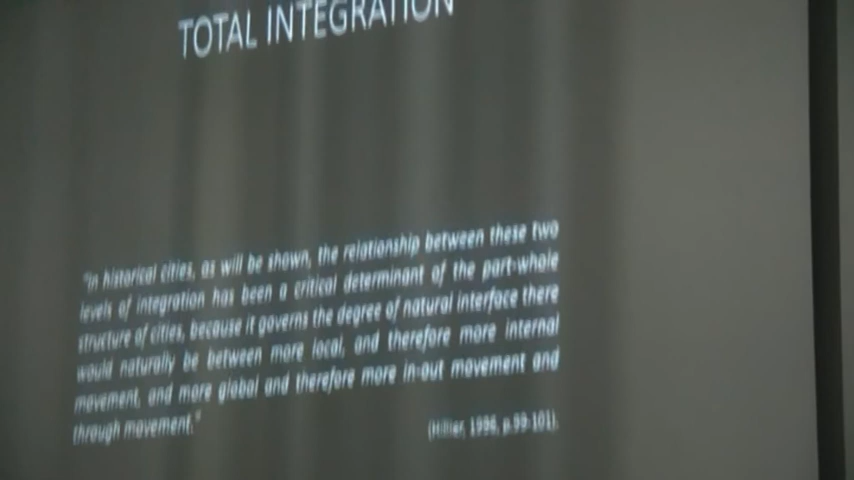 TOTAL INTEGRATION
"In historical cities, as will be shown, the relationship between these two
levels of integration has been a critical determinant of the part-whole
structure of cities, because it governs the degree of natural interface there
would naturally be between more local, and therefore more internal
movement, and more global and therefore more in-out movement and
through movement."
(Hillier, 1996, p.99-101).